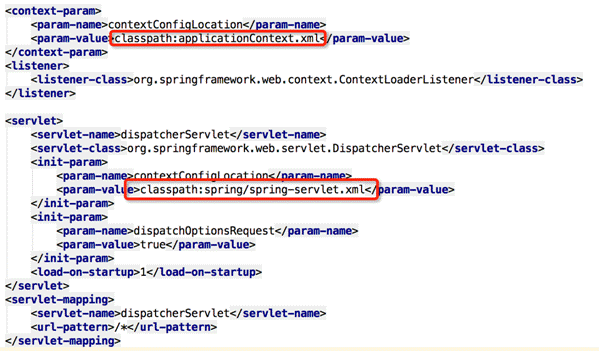 <context-param>
<param-name>contextConfigLocation</param-name>
<param-value>classpath:applicationContext.xml</param-value>
</context-param>
<listener>
<listener-class>org.springframework.web.context.ContextLoaderListener</listener-class>
</listener>
<servlet>
<servlet-name>dispatcherServlet</servlet-name>
<servlet-class>org.springframework.web.servlet.DispatcherServlet</servlet-class>
<init-param>
<param-name>contextConfigLocation</param-name>
<param-value>classpath:spring/spring-servlet.xml</param-value>
</init-param>
<init-param>
<param-name>dispatchOptionsRequest</param-name>
<param-value>true</param-value>
</init-param>
<load-on-startup>1</load-on-startup>
</servlet>
<servlet-mapping>
<servlet-name>dispatcherServlet</servlet-name>
<url-pattern>/*</url-pattern>
</servlet-mapping>